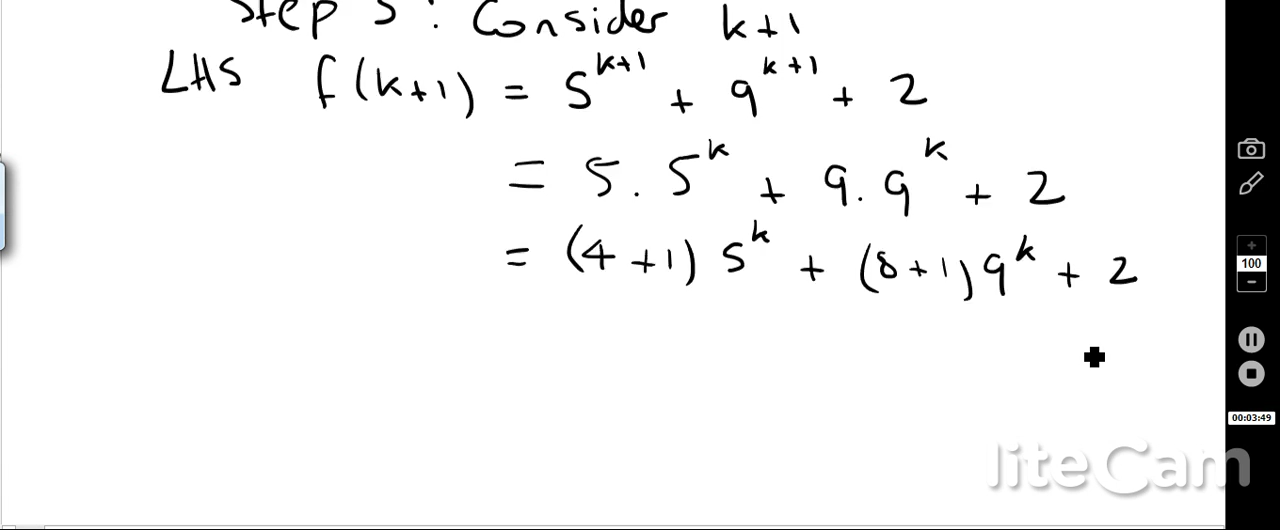 Step 3: Consider k+1
LHS f(k+1) = 5^{k+1} + 9^{k+1} + 2
= 5.5^k + 9.9^k + 2
= (4+1) 5^k + (8+1) 9^k + 2
100
00:03:49
liteCam